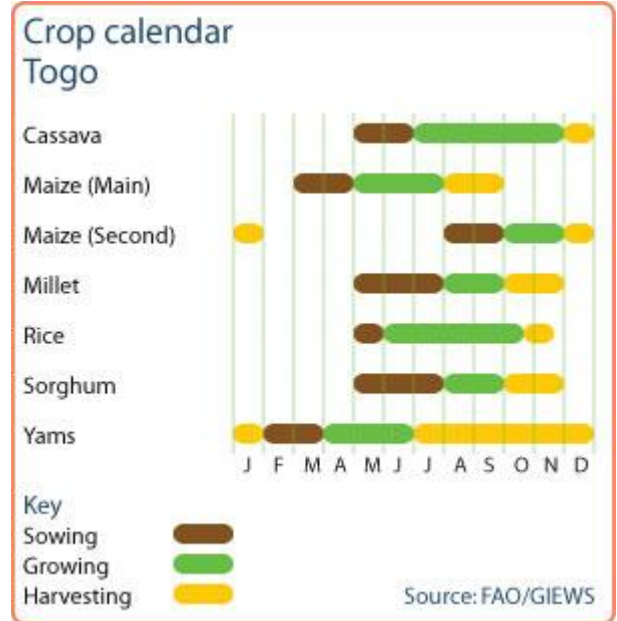 Crop calendar
Togo
Cassava
Maize (Main)
Maize (Second)
Millet
Rice
Sorghum
Yams
J F M A M J J A S O N D
Key
Sowing
Growing
Harvesting
Source: FAO/GIEWS